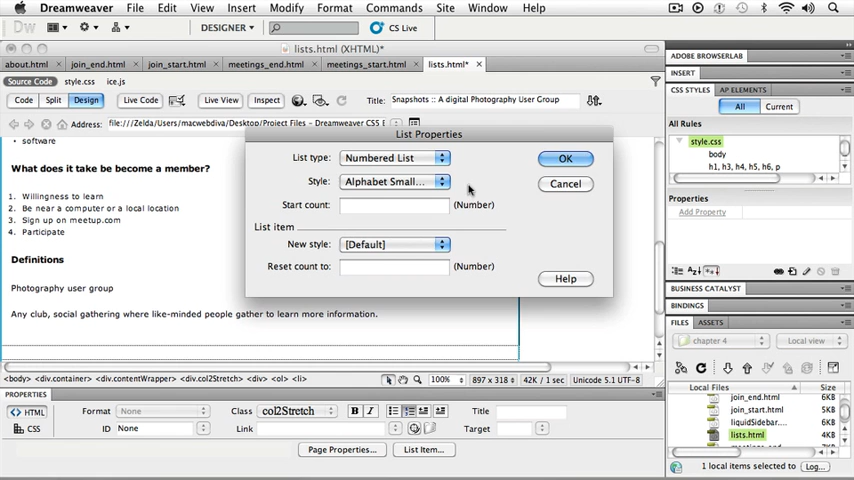 Dreamweaver File Edit View Insert Modify Format Commands Site Window Help
Dw DESIGNER CS Live
lists.html (XHTML)*
about.html join_end.html join_start.html meetings_end.html meetings_start.html lists.html*
Source Code style.css ice.js
Code Split Design Live Code Live View Inspect Title: Snapshots :: A digital Photography User Group
Address: file:///Zelda/Users/macwebdiva/Desktop/Project Files - Dreamweaver CS5 E
software
What does it take be become a member?
1. Willingness to learn
2. Be near a computer or a local location
3. Sign up on meetup.com
4. Participate
Definitions
Photography user group
Any club, social gathering where like-minded people gather to learn more information.
List Properties
List type: Numbered List OK
Style: Alphabet Small... Cancel
Start count: (Number)
List item
New style: [Default]
Reset count to: (Number)
Help
<body> <div.container> <div.contentWrapper> <div.col2Stretch> <div> <ol> <li> 100% 897 x 318 42K / 1 sec Unicode 5.1 UTF-8
PROPERTIES
HTML Format None Class col2Stretch B I Title
CSS ID None Link Target
Page Properties... List Item...
ADOBE BROWSERLAB
INSERT
CSS STYLES AP ELEMENTS
All Current
All Rules
style.css
body
h1, h3, h4, h5, h6, p
Properties
Add Property
BUSINESS CATALYST
BINDINGS
FILES ASSETS
chapter 4 Local view
Local Files Size
join_end.html 6KB
join_start.html 5KB
liquidSidebar.... 4KB
lists.html 4KB
1 local items selected to Log...